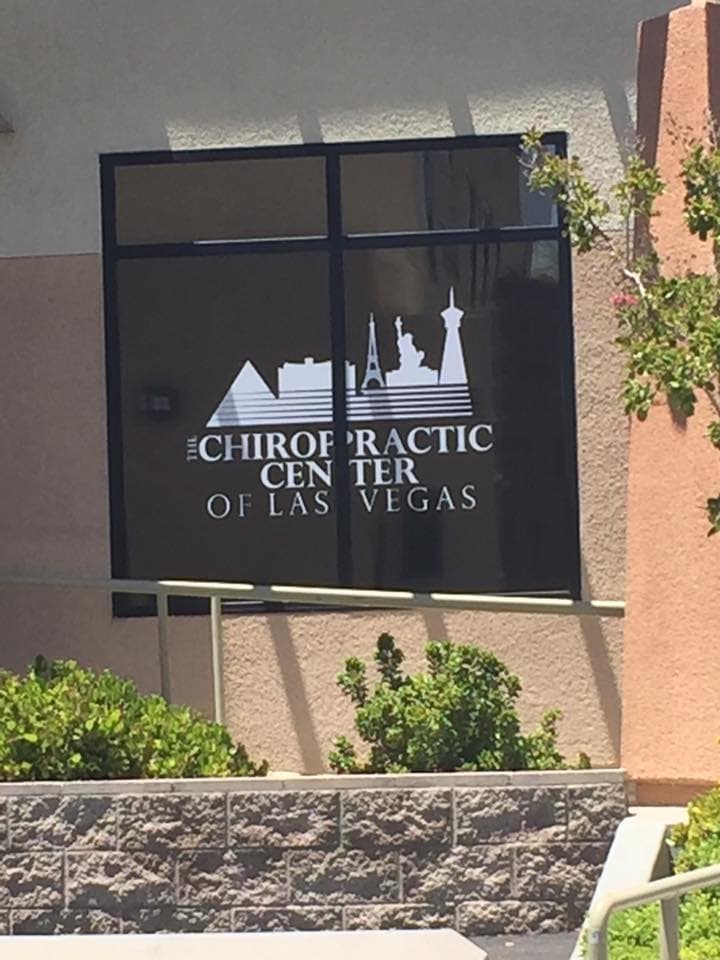 THE CHIROPRACTIC
CENTER
OF LAS VEGAS